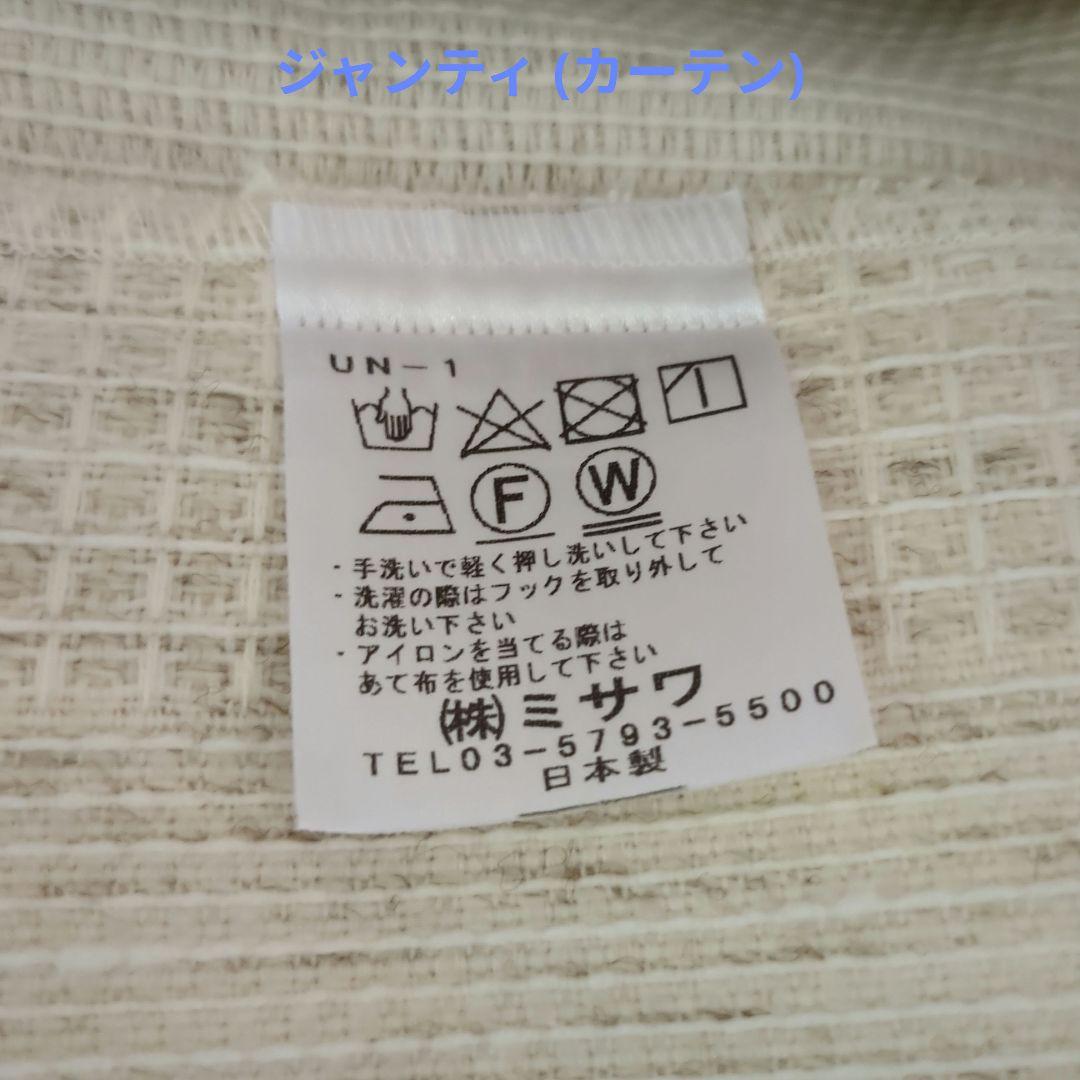 ジャンティ (カーテン)
UN-1
F W
・手洗いで軽く押し洗いして下さい
・洗濯の際はフックを取り外して
お洗い下さい
・アイロンを当てる際は
あて布を使用して下さい
㈱ミサワ
TEL03-5793-5500
日本製